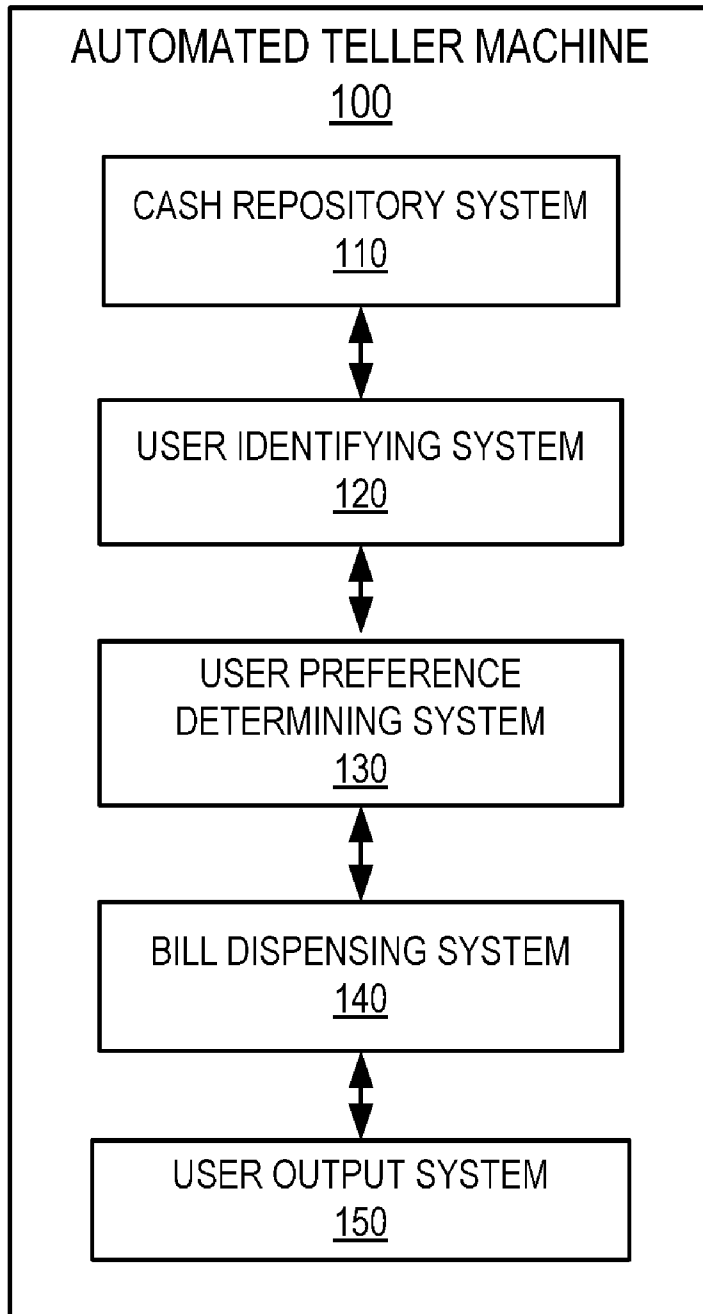 AUTOMATED TELLER MACHINE
100
CASH REPOSITORY SYSTEM
110
USER IDENTIFYING SYSTEM
120
USER PREFERENCE
DETERMINING SYSTEM
130
BILL DISPENSING SYSTEM
140
USER OUTPUT SYSTEM
150